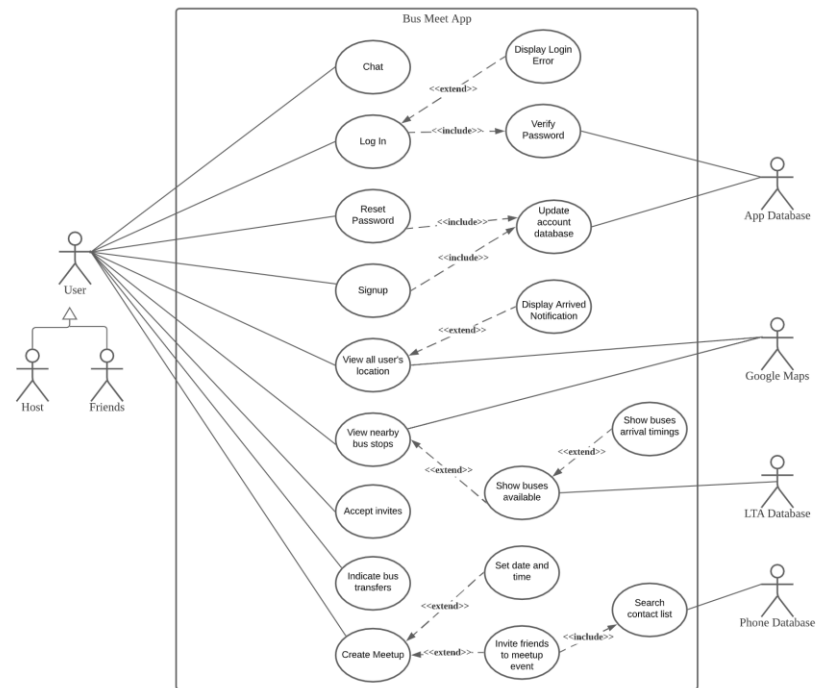 Bus Meet App
Display Login
Error
Chat
<<extend>>
Verify
Password
Log In
<<include>>
App Database
Reset
Password
<<include>>
Update
account
database
User
<<include>>
Signup
Display Arrived
Notification
<<extend>>
View all user's
location
Google Maps
Host
Friends
Show buses
arrival timings
View nearby
bus stops
<<extend>>
<<extend>>
Show buses
available
Accept invites
LTA Database
Set date and
time
Indicate bus
transfers
<<extend>>
Search
contact list
Phone Database
<<include>>
Create Meetup
<<extend>>
Invite friends
to meetup
event